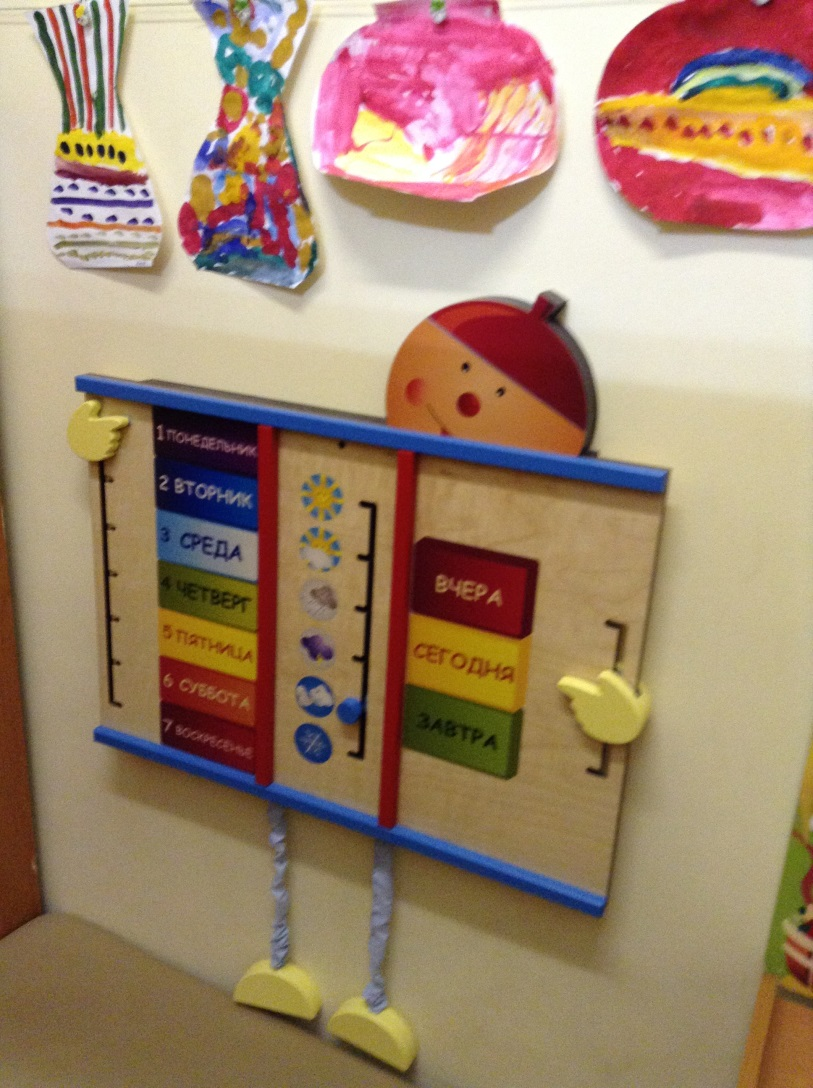 1 ПОНЕДЕЛЬНИК
2 ВТОРНИК
3 СРЕДА
4 ЧЕТВЕРГ
5 ПЯТНИЦА
6 СУББОТА
7 ВОСКРЕСЕНЬЕ
ВЧЕРА
СЕГОДНЯ
ЗАВТРА